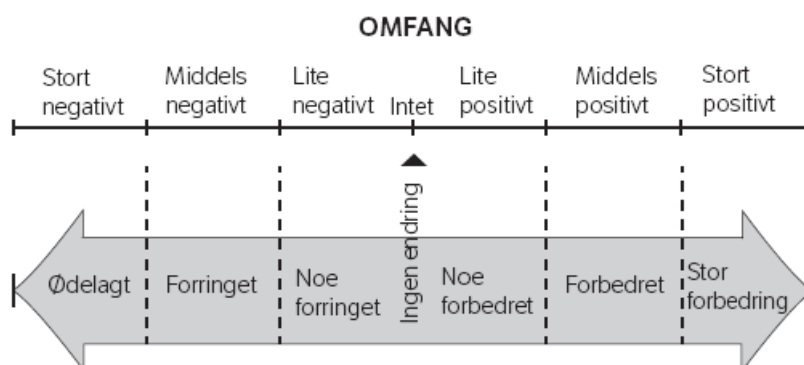 OMFANG
Stort
negativt
Middels
negativt
Lite
negativt
Intet
Lite
positivt
Middels
positivt
Stort
positivt
Ødelagt
Forringet
Noe
forringet
Ingen endring
Noe
forbedret
Forbedret
Stor
forbedring